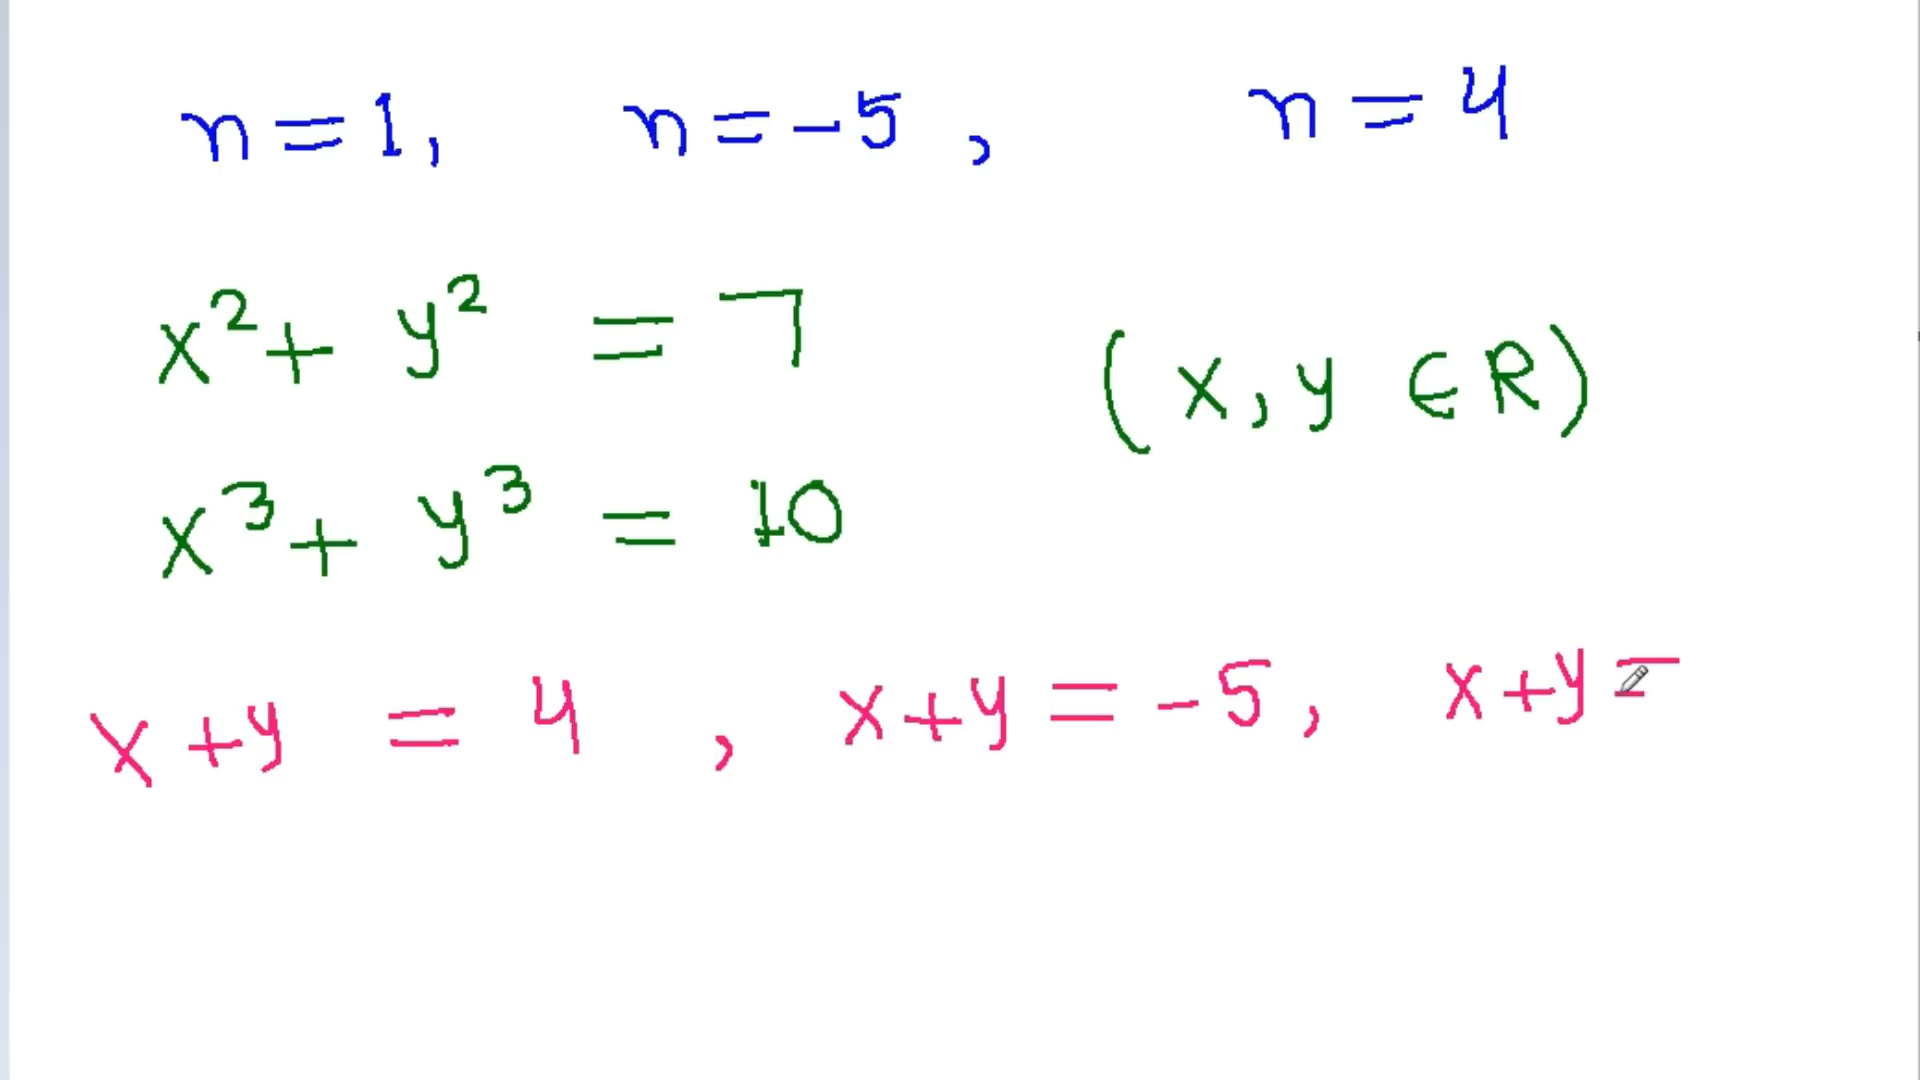 n=1, n=-5, n=4
x²+ y² = 7
(x, y ∈ R)
x³+ y³ = 10
x+y = 4 , x+y=-5, x+y=